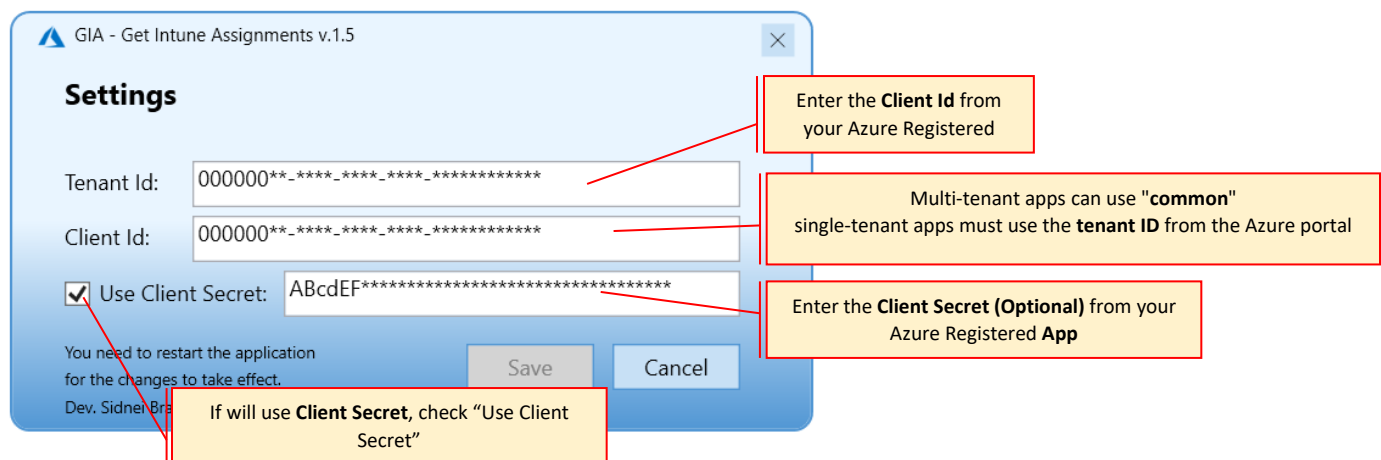 GIA - Get Intune Assignments v.1.5
Settings
Enter the Client Id from
your Azure Registered
Tenant Id:
000000**-****-****-****-************
Multi-tenant apps can use "common"
single-tenant apps must use the tenant ID from the Azure portal
Client Id:
000000**-****-****-****-************
Use Client Secret:
ABcdEF**********************************
Enter the Client Secret (Optional) from your
Azure Registered App
You need to restart the application
for the changes to take effect.
Dev. Sidnei
Save
Cancel
If will use Client Secret, check “Use Client
Secret”